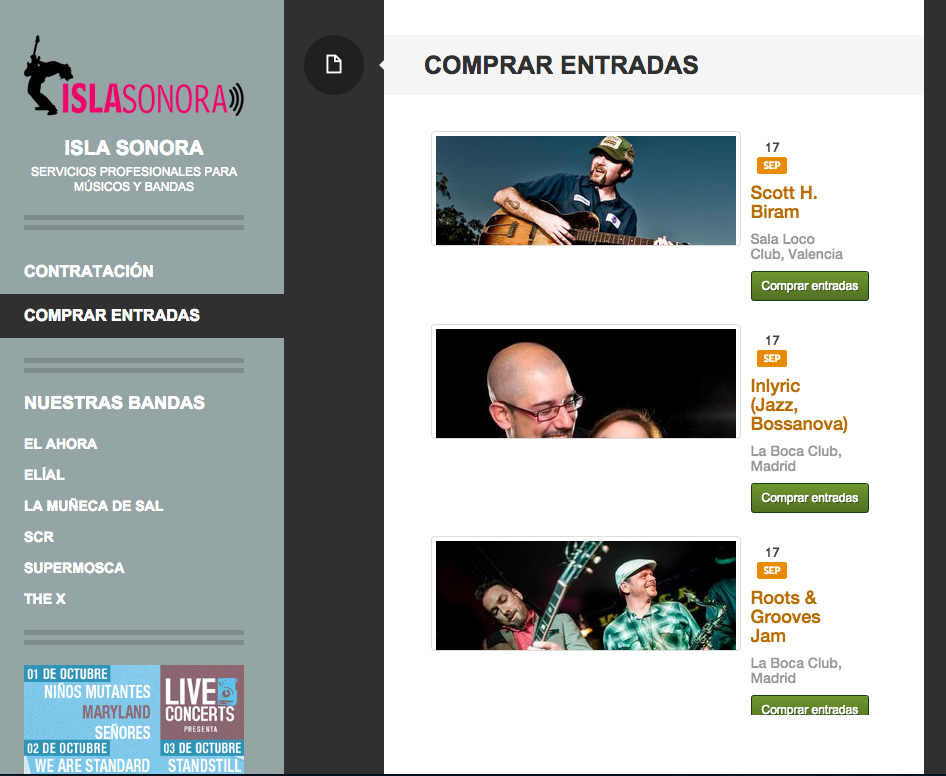 ISLASONORA
ISLA SONORA
SERVICIOS PROFESIONALES PARA
MÚSICOS Y BANDAS
CONTRATACIÓN
COMPRAR ENTRADAS
NUESTRAS BANDAS
EL AHORA
ELÍAL
LA MUÑECA DE SAL
SCR
SUPERMOSCA
THE X
01 DE OCTUBRE
NIÑOS MUTANTES
MARYLAND
SEÑORES
LIVE
CONCERTS
PRESENTA
02 DE OCTUBRE
WE ARE STANDARD
03 DE OCTUBRE
STANDSTILL
COMPRAR ENTRADAS
17
SEP
Scott H.
Biram
Sala Loco
Club, Valencia
Comprar entradas
17
SEP
Inlyric
(Jazz,
Bossanova)
La Boca Club,
Madrid
Comprar entradas
17
SEP
Roots &
Grooves
Jam
La Boca Club,
Madrid
Comprar entradas